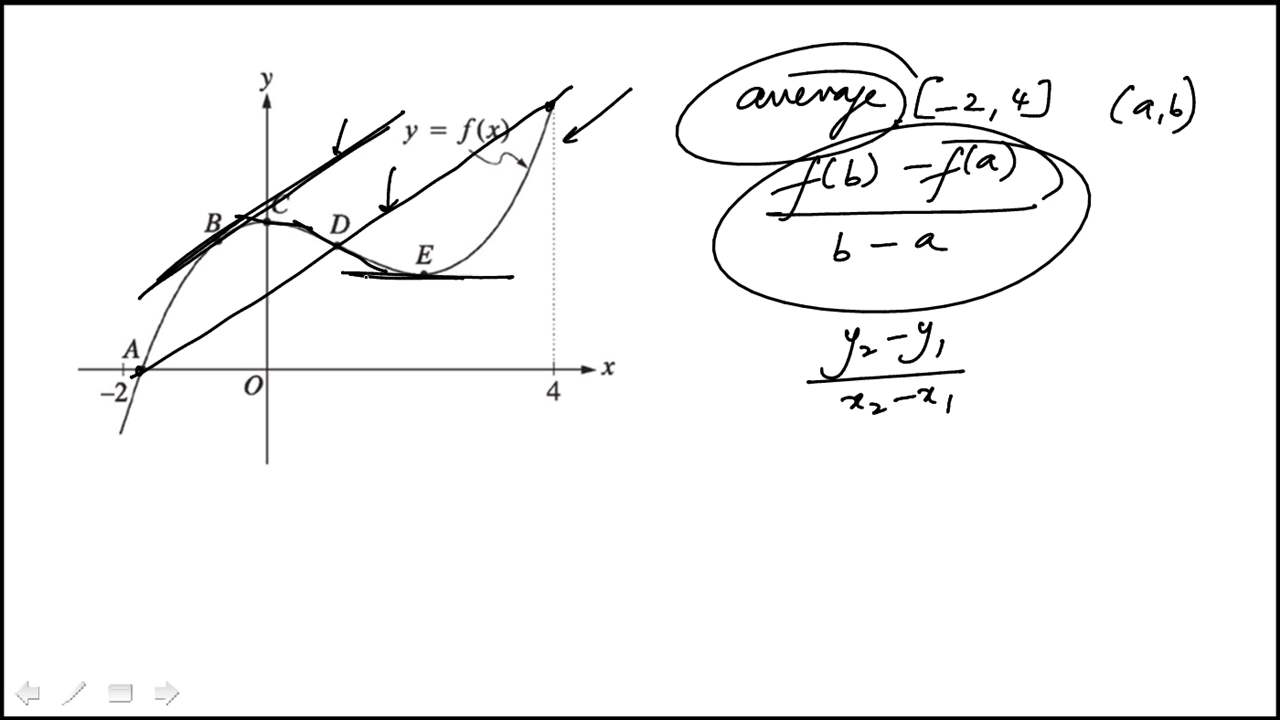 y
average [-2, 4] (a,b)
y = f(x)
f(b) - f(a)
b - a
B
C
D
E
A
-2
O
4
x
y₂ - y₁
x₂ - x₁